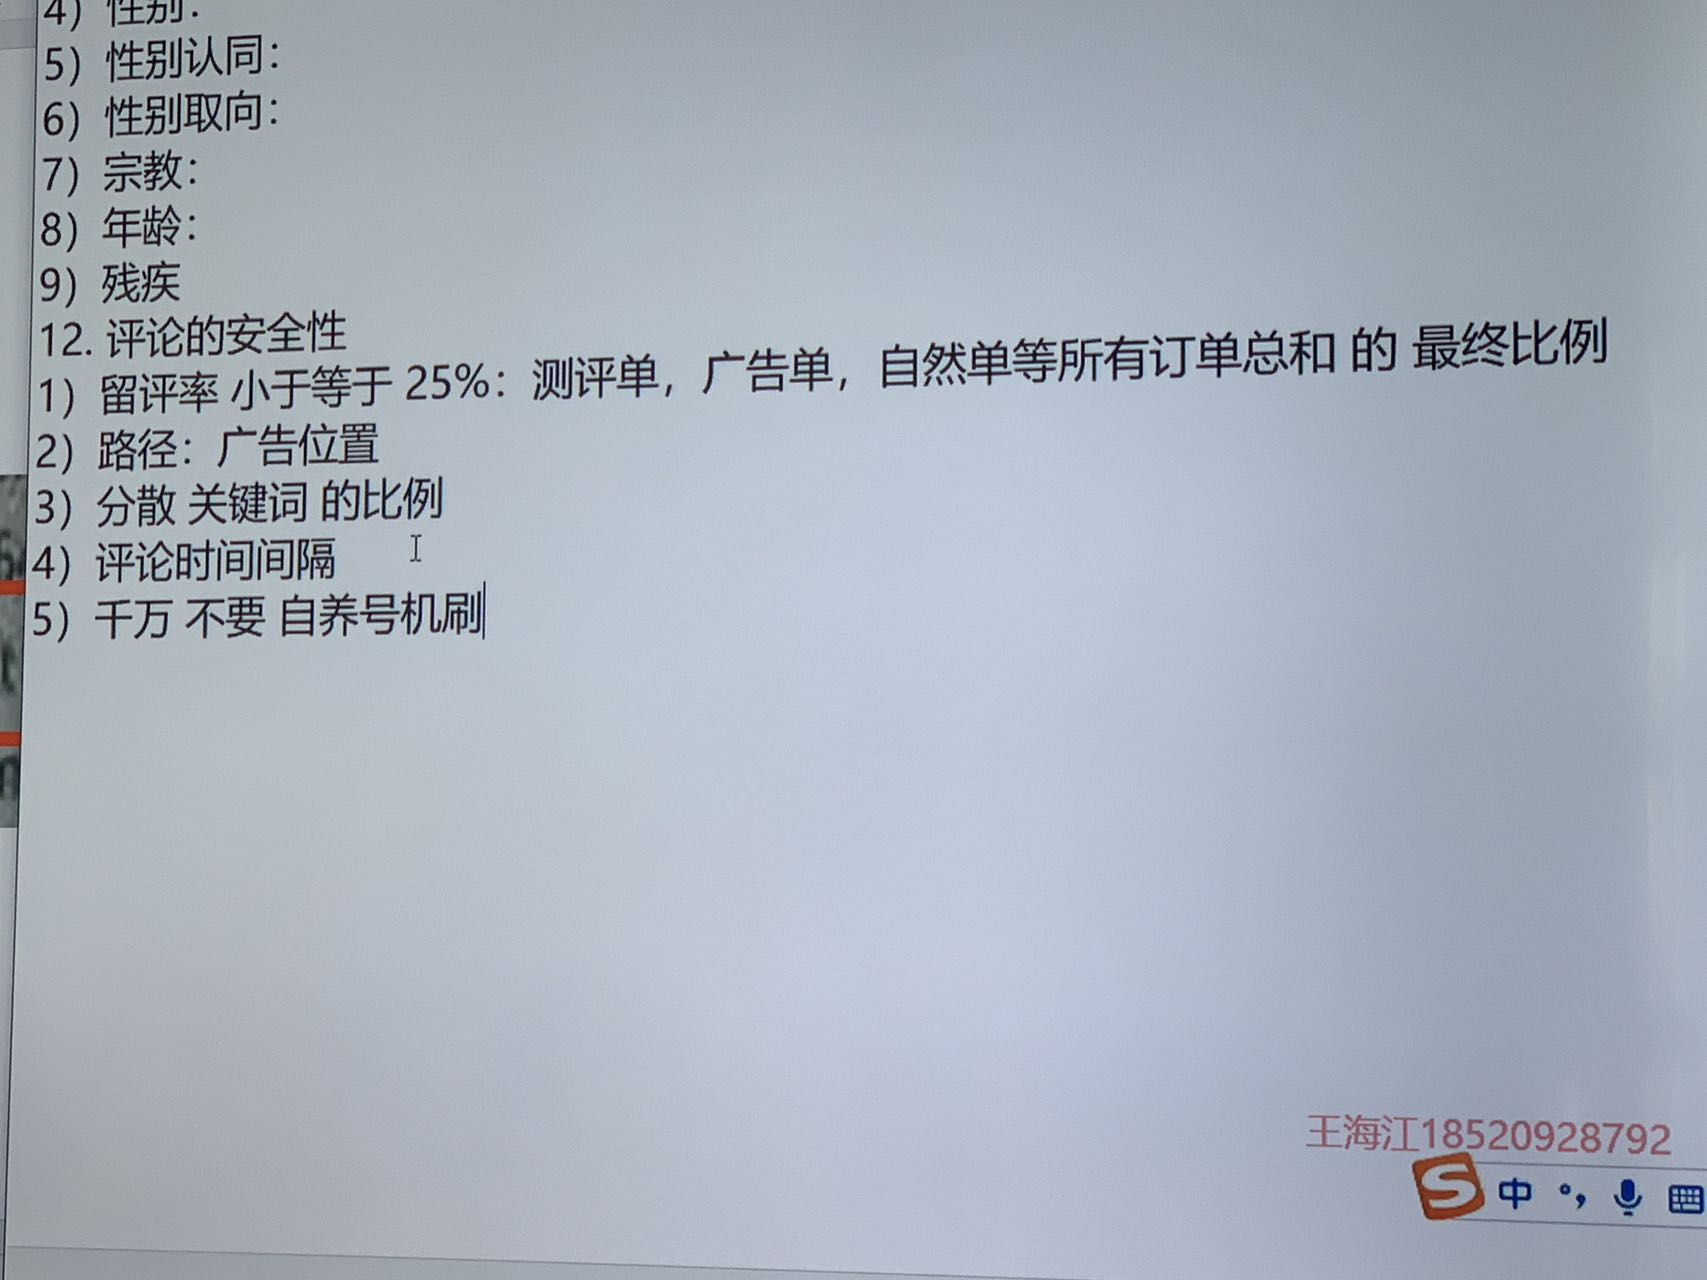 4）性别：
5）性别认同：
6）性别取向：
7）宗教：
8）年龄：
9）残疾
12. 评论的安全性
1）留评率 小于等于 25%：测评单，广告单，自然单等所有订单总和 的 最终比例
2）路径：广告位置
3）分散 关键词 的比例
4）评论时间间隔
5）千万 不要 自养号机刷
王海江18520928792
中